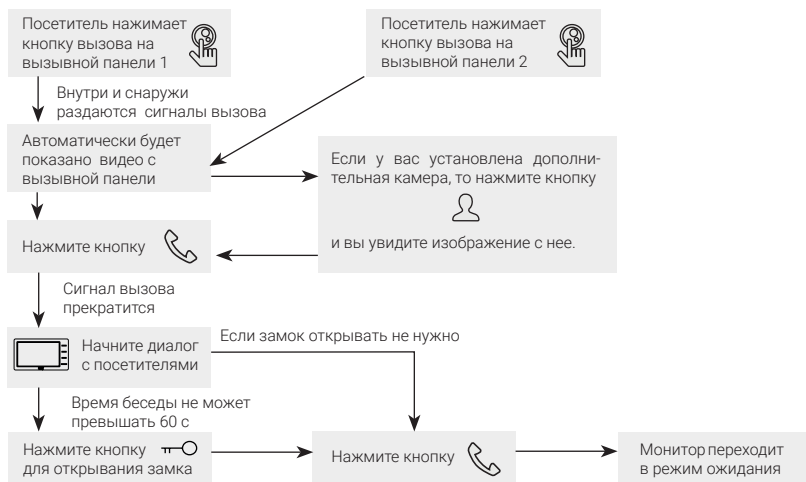 Посетитель нажимает
кнопку вызова на
вызывной панели 1
Посетитель нажимает
кнопку вызова на
вызывной панели 2
Внутри и снаружи
раздаются сигналы вызова
Автоматически будет
показано видео с
вызывной панели
Если у вас установлена дополни-
тельная камера, то нажмите кнопку
и вы увидите изображение с нее.
Нажмите кнопку
Сигнал вызова
прекратится
Начните диалог
с посетителями
Если замок открывать не нужно
Время беседы не может
превышать 60 с
Нажмите кнопку
для открывания замка
Нажмите кнопку
Монитор переходит
в режим ожидания